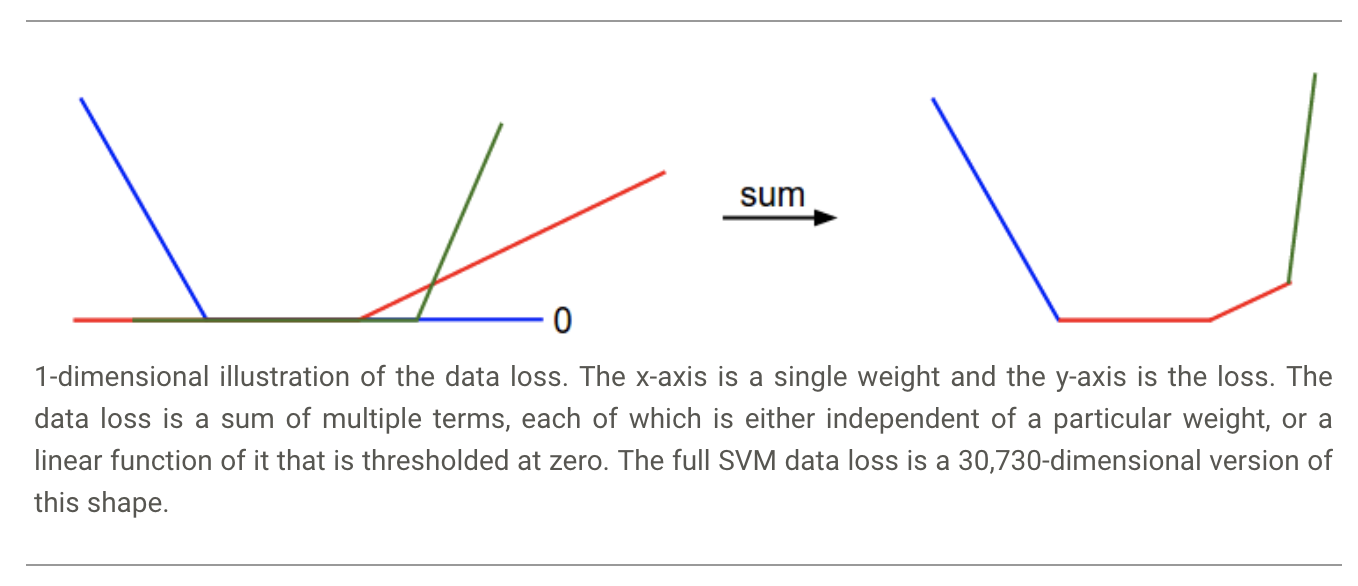 sum
0
1-dimensional illustration of the data loss. The x-axis is a single weight and the y-axis is the loss. The
data loss is a sum of multiple terms, each of which is either independent of a particular weight, or a
linear function of it that is thresholded at zero. The full SVM data loss is a 30,730-dimensional version of
this shape.